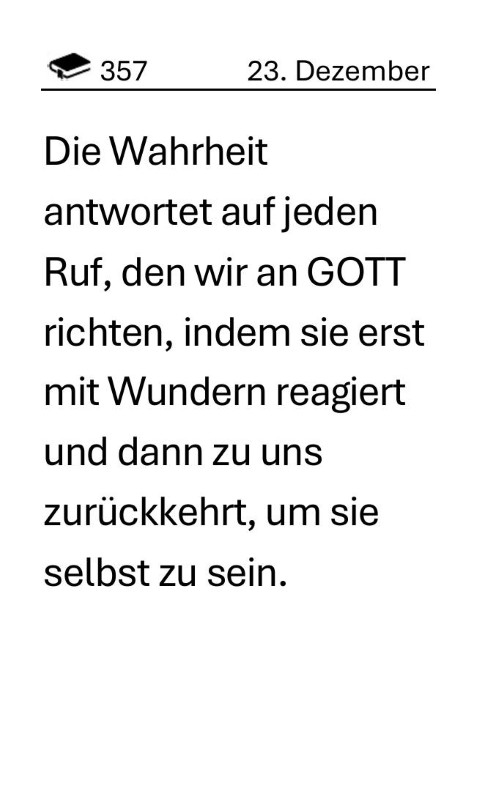 357 23. Dezember
Die Wahrheit
antwortet auf jeden
Ruf, den wir an GOTT
richten, indem sie erst
mit Wundern reagiert
und dann zu uns
zurückkehrt, um sie
selbst zu sein.